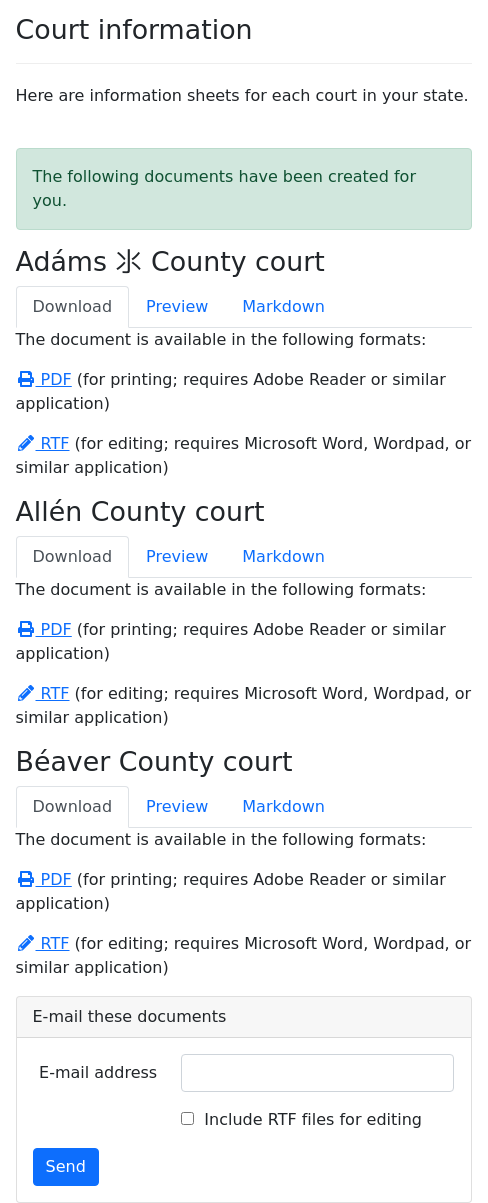 Court information
Here are information sheets for each court in your state.
The following documents have been created for
you.
Adáms 氺 County court
Download Preview Markdown
The document is available in the following formats:
PDF (for printing; requires Adobe Reader or similar
application)
RTF (for editing; requires Microsoft Word, Wordpad, or
similar application)
Allén County court
Download Preview Markdown
The document is available in the following formats:
PDF (for printing; requires Adobe Reader or similar
application)
RTF (for editing; requires Microsoft Word, Wordpad, or
similar application)
Béaver County court
Download Preview Markdown
The document is available in the following formats:
PDF (for printing; requires Adobe Reader or similar
application)
RTF (for editing; requires Microsoft Word, Wordpad, or
similar application)
E-mail these documents
E-mail address
Include RTF files for editing
Send